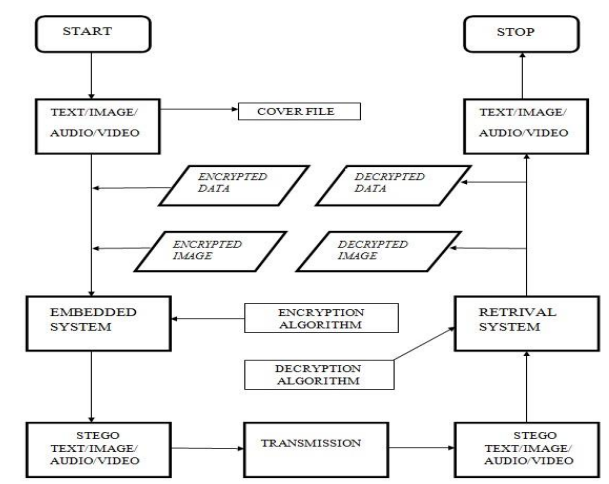 START
STOP
TEXT/IMAGE/
AUDIO/VIDEO
COVER FILE
TEXT/IMAGE/
AUDIO/VIDEO
ENCRYPTED
DATA
DECRYPTED
DATA
ENCRYPTED
IMAGE
DECRYPTED
IMAGE
EMBEDDED
SYSTEM
ENCRYPTION
ALGORITHM
RETRIVAL
SYSTEM
DECRYPTION
ALGORITHM
STEGO
TEXT/IMAGE/
AUDIO/VIDEO
TRANSMISSION
STEGO
TEXT/IMAGE/
AUDIO/VIDEO